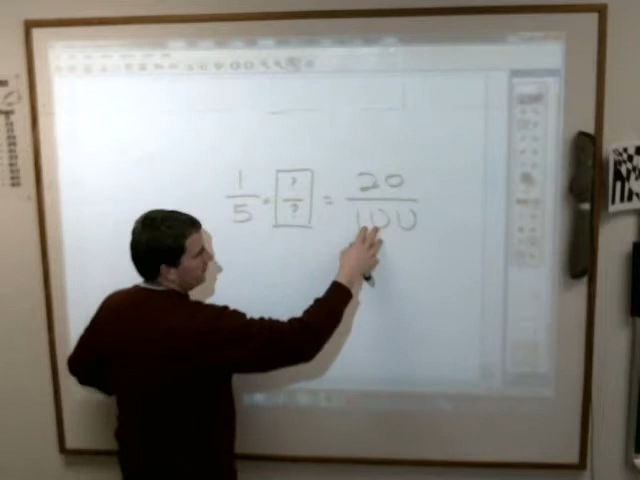 1/5 · ?/? = 20/100